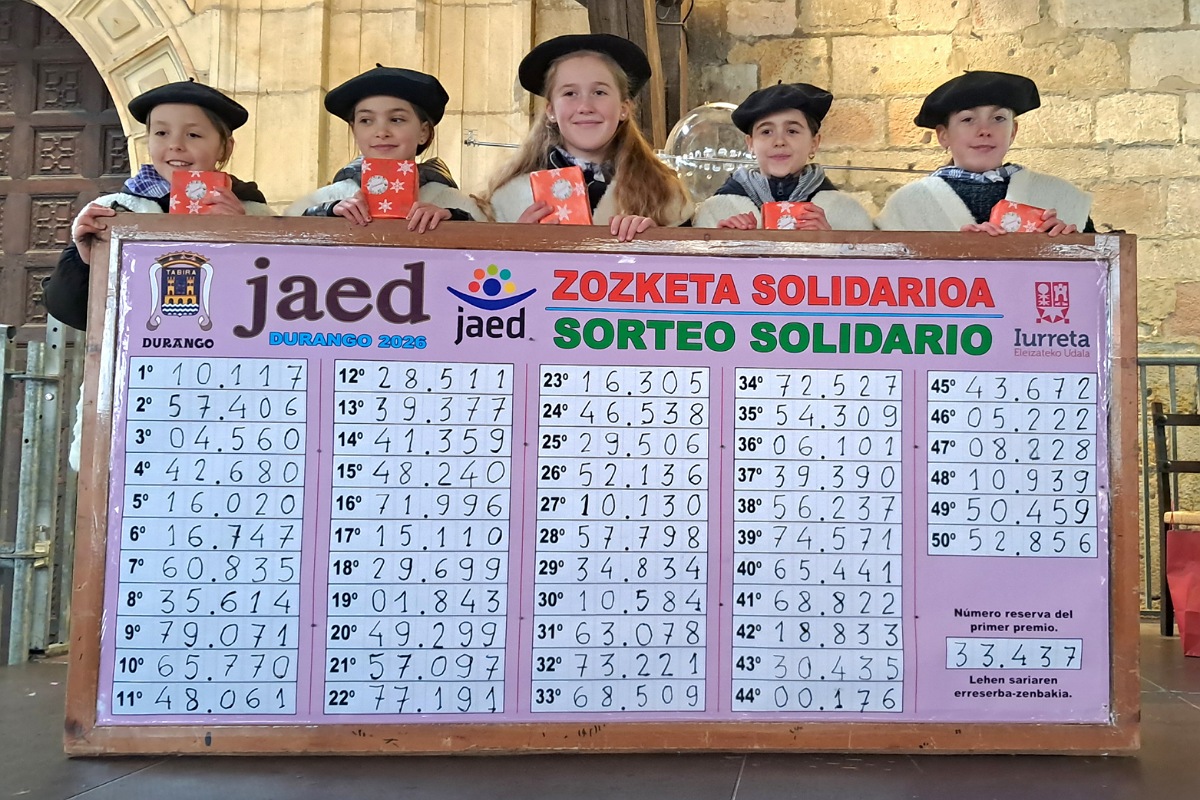 TABIRA
DURANGO
jaed
DURANGO 2026
jaed
ZOZKETA SOLIDARIOA
SORTEO SOLIDARIO
Iurreta
Eleizateko Udala
1º 10.117
2º 57.406
3º 04.560
4º 42.680
5º 16.020
6º 16.747
7º 60.835
8º 35.614
9º 79.071
10º 65.770
11º 48.061
12º 28.511
13º 39.377
14º 41.359
15º 48.240
16º 71.996
17º 15.110
18º 29.699
19º 01.843
20º 49.299
21º 57.097
22º 77.191
23º 16.305
24º 46.538
25º 29.506
26º 52.136
27º 10.130
28º 57.798
29º 34.834
30º 10.584
31º 63.078
32º 73.221
33º 68.509
34º 72.527
35º 54.309
36º 06.101
37º 39.390
38º 56.237
39º 74.571
40º 65.441
41º 68.822
42º 18.833
43º 30.435
44º 00.176
45º 43.672
46º 05.222
47º 08.228
48º 10.939
49º 50.459
50º 52.856
Número reserva del
primer premio.
33.437
Lehen sariaren
erreserba-zenbakia.